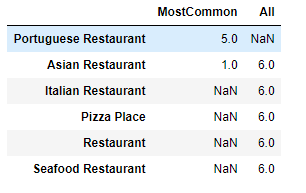 MostCommon All
Portuguese Restaurant 5.0 NaN
Asian Restaurant 1.0 6.0
Italian Restaurant NaN 6.0
Pizza Place NaN 6.0
Restaurant NaN 6.0
Seafood Restaurant NaN 6.0